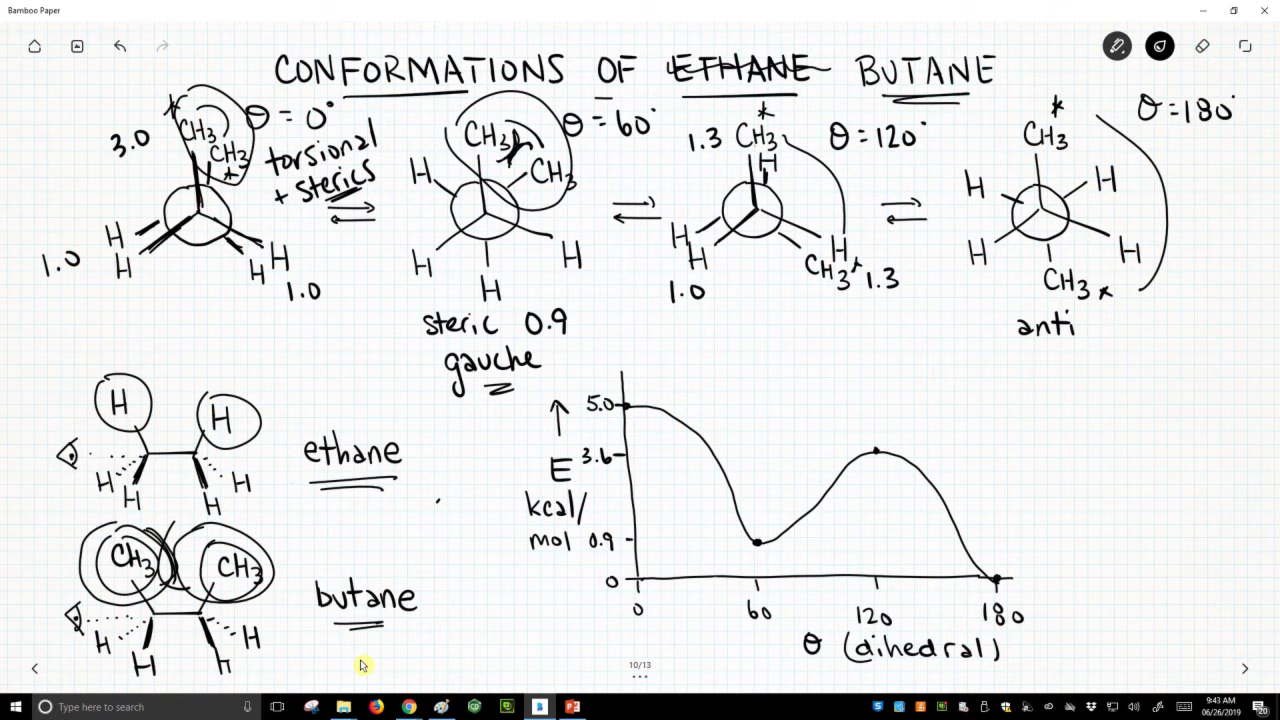 Bamboo Paper
CONFORMATIONS OF ETHANE BUTANE
3.0
CH3
CH3
*
*
θ = 0°
torsional
+ sterics
H
H
H
H
1.0
1.0
CH3
CH3
θ = 60°
H
H
H
H
steric 0.9
gauche
1.3
*
CH3
H
θ = 120°
H
H
H
CH3*
1.3
1.0
*
CH3
θ = 180°
H
H
H
H
CH3 *
anti
H
H
H
H
H
H
ethane
CH3
CH3
H
H
H
H
butane
5.0
3.6
0.9
0
E
kcal/
mol
0
60
120
180
θ (dihedral)
10/13
Type here to search
9:43 AM
06/26/2019
20